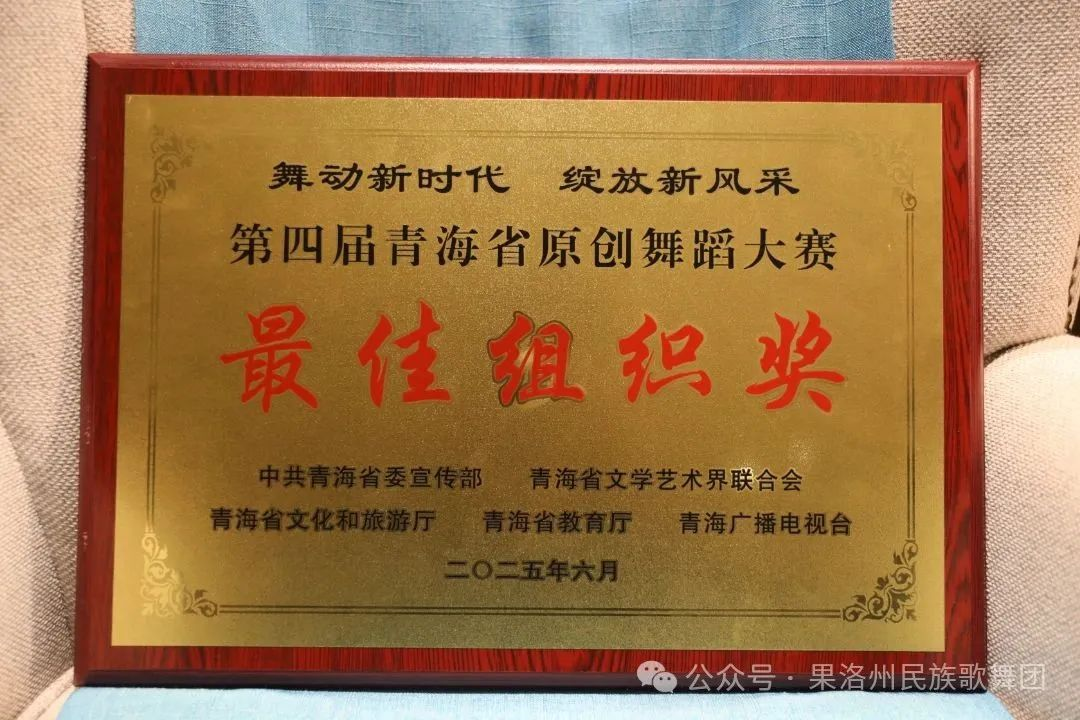 舞动新时代 绽放新风采
第四届青海省原创舞蹈大赛
最佳组织奖
中共青海省委宣传部 青海省文学艺术界联合会
青海省文化和旅游厅 青海省教育厅 青海广播电视台
二〇二五年六月
公众号·果洛州民族歌舞团